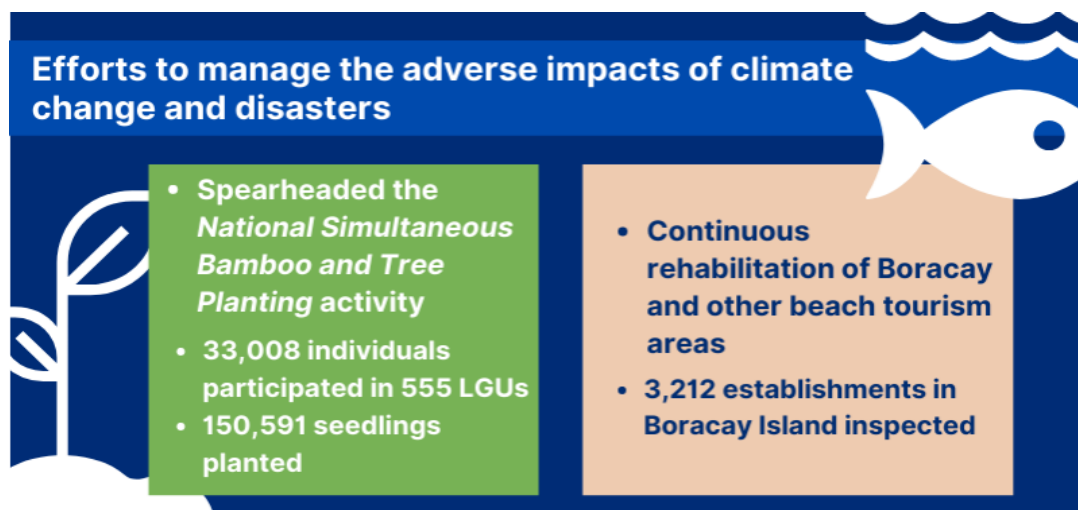 Efforts to manage the adverse impacts of climate
change and disasters
• Spearheaded the
National Simultaneous
Bamboo and Tree
Planting activity
• 33,008 individuals
participated in 555 LGUs
• 150,591 seedlings
planted
• Continuous
rehabilitation of Boracay
and other beach tourism
areas
• 3,212 establishments in
Boracay Island inspected